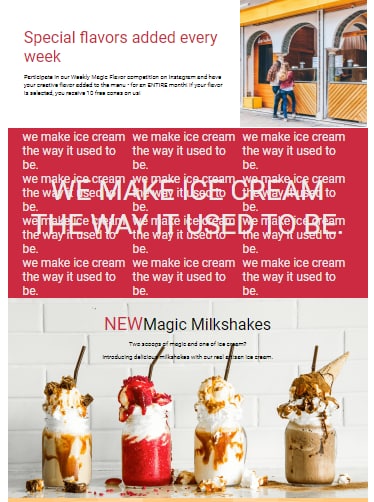 Special flavors added every
week
Participate in our Weekly Magic Flavor competition on Instagram and have
your creative flavor added to the menu - for an ENTIRE month! If your flavor
is selected, you receive 10 free cones on us!
we make ice cream we make ice cream we make ice cream
the way it used to the way it used to the way it used to
be. be. be.
we make ice cream we make ice cream we make ice cream
the way it used to the way it used to the way it used to
be. be. be.
WE MAKE ICE CREAM
THE WAY IT USED TO BE.
we make ice cream we make ice cream we make ice cream
the way it used to the way it used to the way it used to
be. be. be.
we make ice cream we make ice cream we make ice cream
the way it used to the way it used to the way it used to
be. be. be.
NEWMagic Milkshakes
Two scoops of magic and one of ice cream?
Introducing delicious milkshakes with our real artisan ice cream.